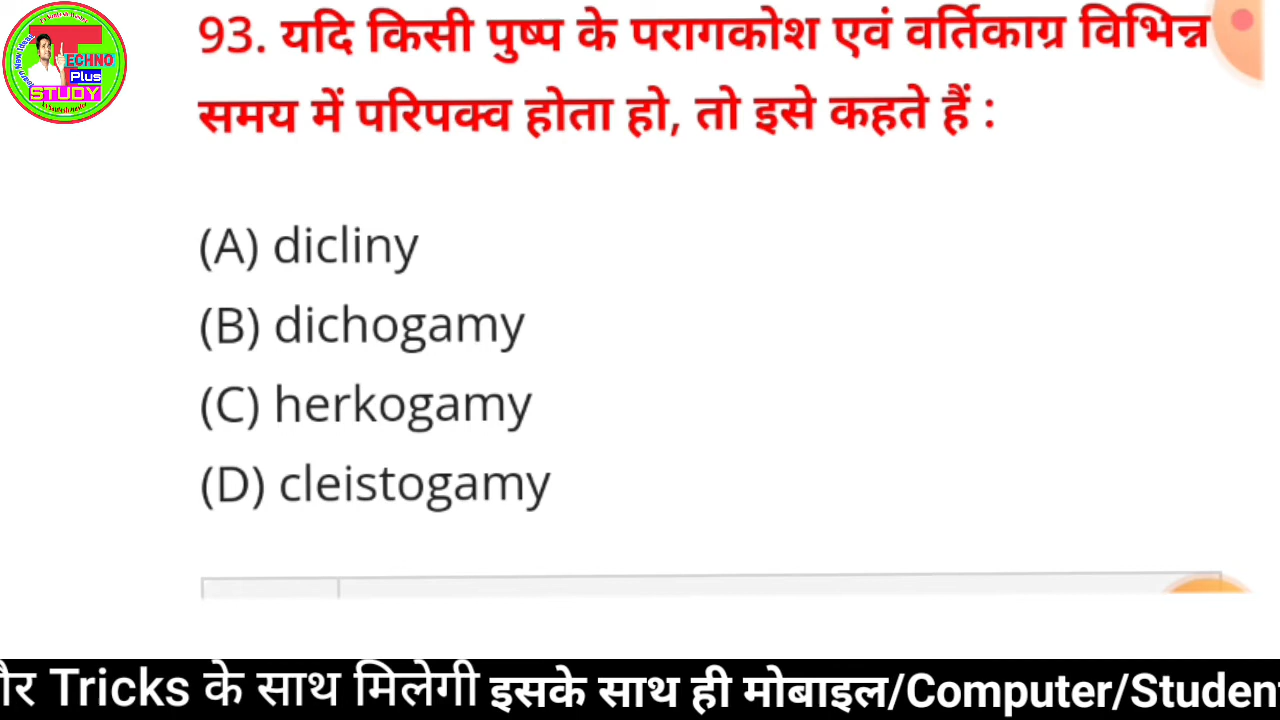 TECHNO
Plus
STUDY
93. यदि किसी पुष्प के परागकोश एवं वर्तिकाग्र विभिन्न
समय में परिपक्व होता हो, तो इसे कहते हैं :
(A) dicliny
(B) dichogamy
(C) herkogamy
(D) cleistogamy
Tricks के साथ मिलेगी इसके साथ ही मोबाइल/Computer/Studen